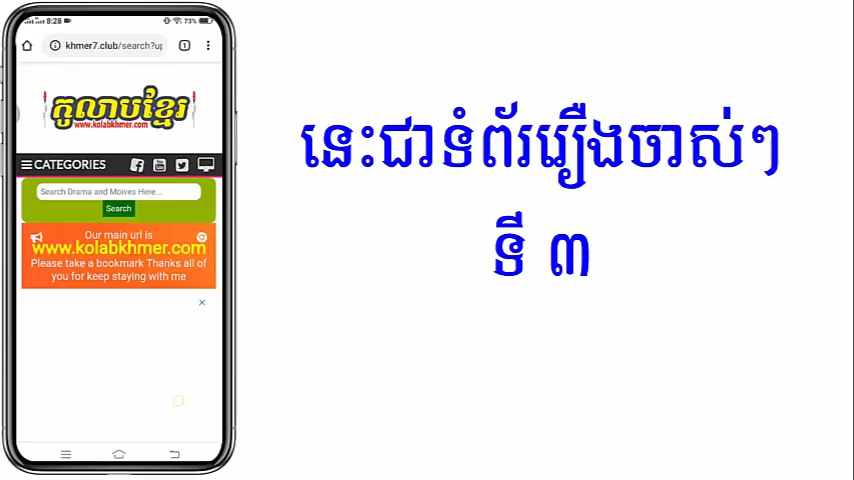 8:28
73%
khmer7.club/search?up
1
កូលាបខ្មែរ
www.kolabkhmer.com
CATEGORIES
Search Drama and Moives Here...
Search
Our main url is
www.kolabkhmer.com
Please take a bookmark Thanks all of
you for keep staying with me
នេះជាទំព័ររឿងចាស់ៗ
ទី ៣